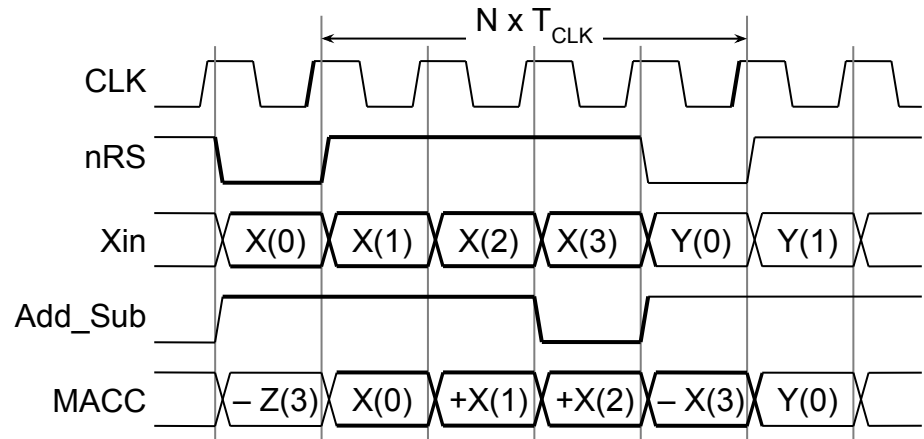 N x T_CLK
CLK
nRS
Xin X(0) X(1) X(2) X(3) Y(0) Y(1)
Add_Sub
MACC – Z(3) X(0) +X(1) +X(2) – X(3) Y(0)